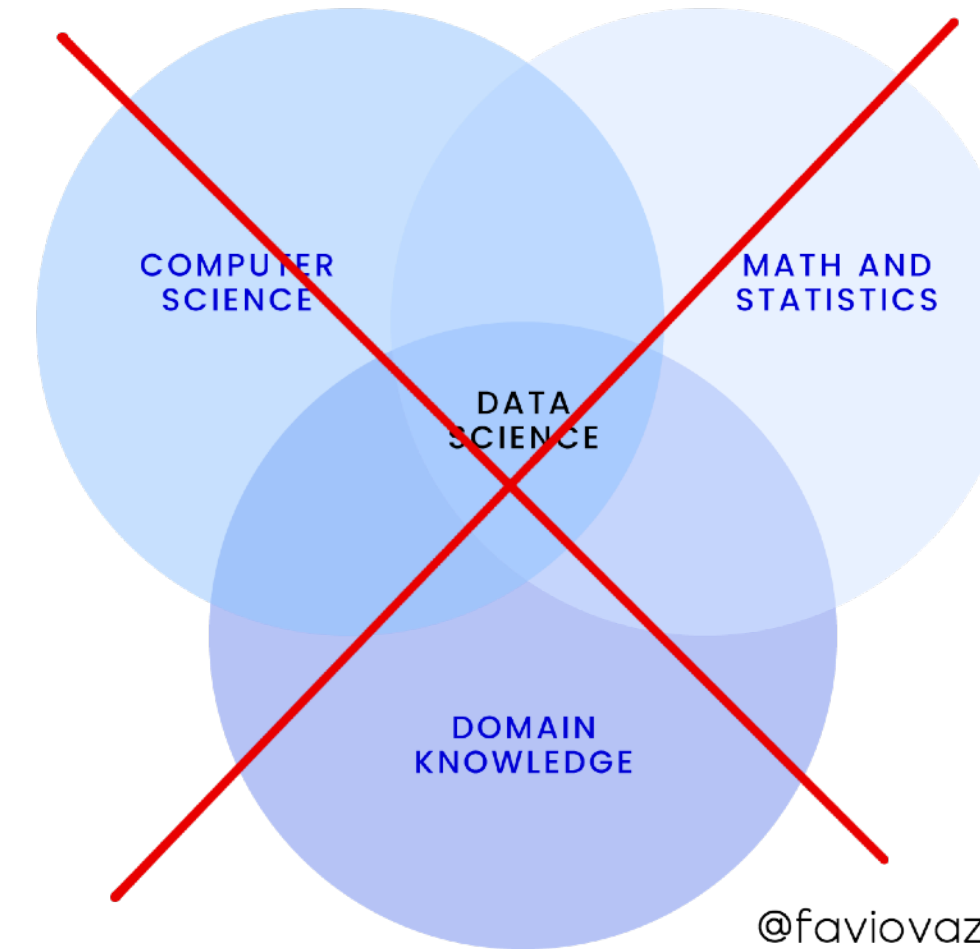 COMPUTER
SCIENCE
MATH AND
STATISTICS
DATA
SCIENCE
DOMAIN
KNOWLEDGE
@faviovaz